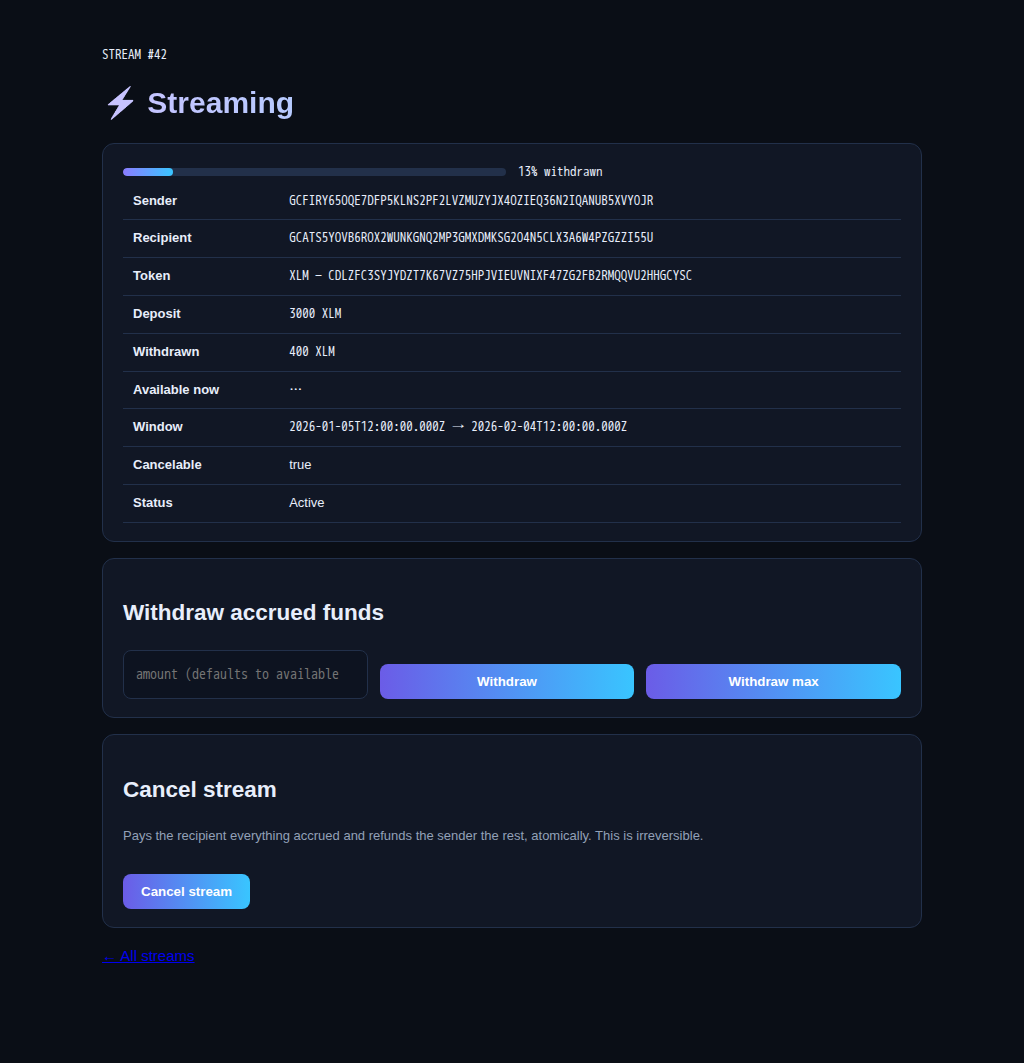 STREAM #42
⚡ Streaming
13% withdrawn
Sender GCFIRY65OQE7DFP5KLNS2PF2LVZMUZYJX4OZIEQ36N2IQANUB5XVYOJR
Recipient GCATS5YOVB6ROX2WUNKGNQ2MP3GMXDMKSG2O4N5CLX3A6W4PZGZZI55U
Token XLM — CDLZFC3SYJYDZT7K67VZ75HPJVIEUVNIXF47ZG2FB2RMQQVU2HHGCYSC
Deposit 3000 XLM
Withdrawn 400 XLM
Available now …
Window 2026-01-05T12:00:00.000Z → 2026-02-04T12:00:00.000Z
Cancelable true
Status Active
Withdraw accrued funds
amount (defaults to available
Withdraw
Withdraw max
Cancel stream
Pays the recipient everything accrued and refunds the sender the rest, atomically. This is irreversible.
Cancel stream
← All streams